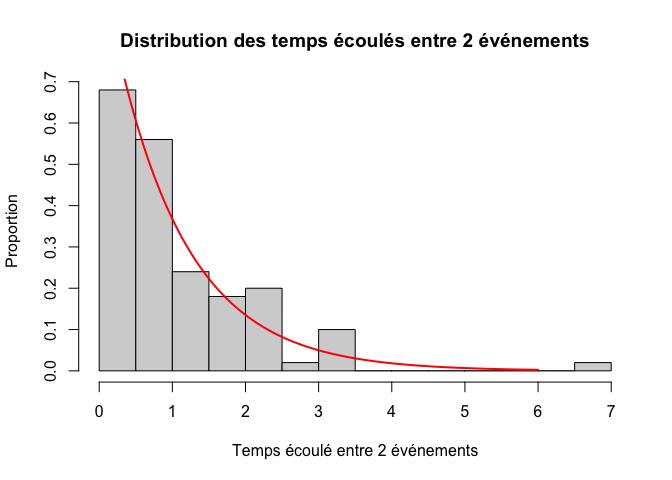 Distribution des temps écoulés entre 2 événements
Proportion
0.7
0.6
0.5
0.4
0.3
0.2
0.1
0.0
0 1 2 3 4 5 6 7
Temps écoulé entre 2 événements